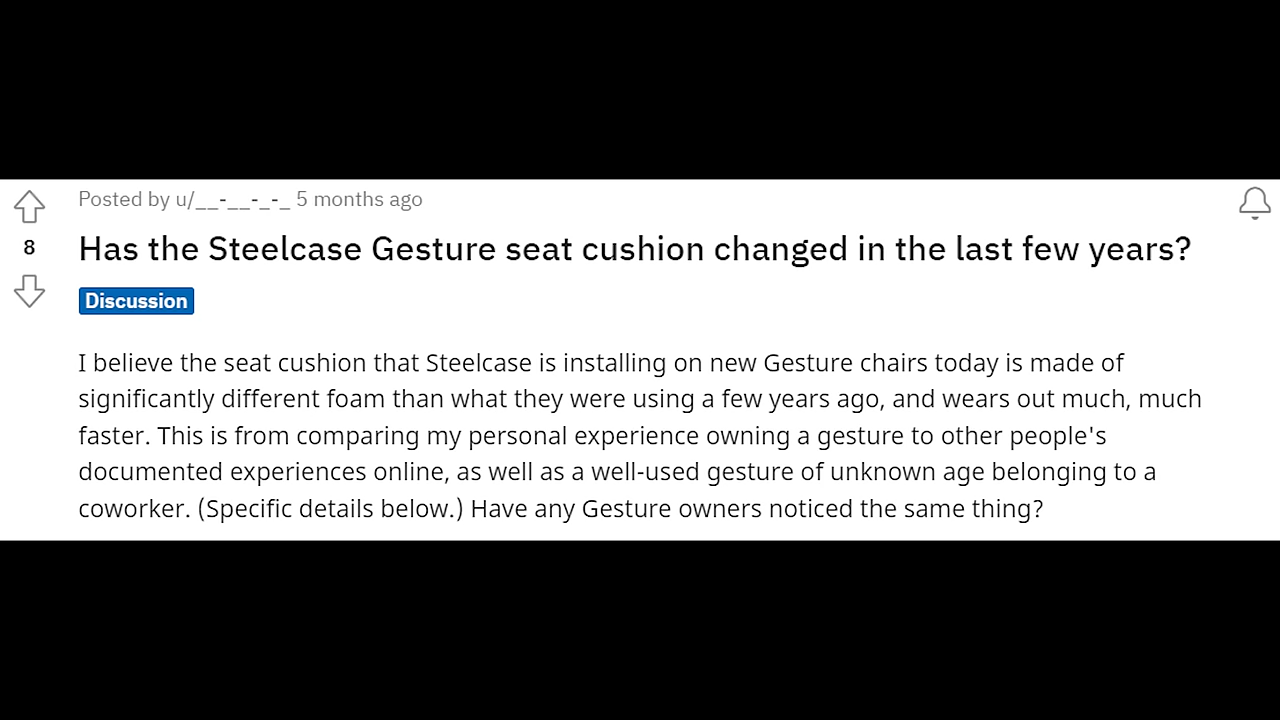 Posted by u/__-__-_-_ 5 months ago
8
Has the Steelcase Gesture seat cushion changed in the last few years?
Discussion
I believe the seat cushion that Steelcase is installing on new Gesture chairs today is made of
significantly different foam than what they were using a few years ago, and wears out much, much
faster. This is from comparing my personal experience owning a gesture to other people's
documented experiences online, as well as a well-used gesture of unknown age belonging to a
coworker. (Specific details below.) Have any Gesture owners noticed the same thing?